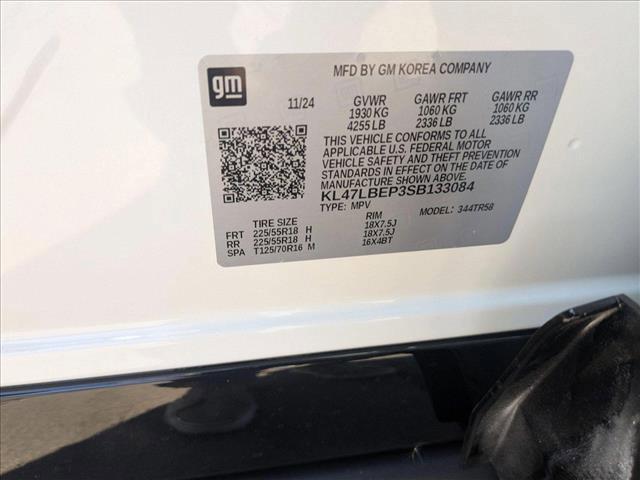 gm
MFD BY GM KOREA COMPANY
11/24 GVWR GAWR FRT GAWR RR
1930 KG 1060 KG 1060 KG
4255 LB 2336 LB 2336 LB
THIS VEHICLE CONFORMS TO ALL
APPLICABLE U.S. FEDERAL MOTOR
VEHICLE SAFETY AND THEFT PREVENTION
STANDARDS IN EFFECT ON THE DATE OF
MANUFACTURE SHOWN ABOVE.
KL47LBEP3SB133084
TYPE: MPV MODEL: 344TR58
TIRE SIZE RIM
FRT 225/55R18 H 18X7.5J
RR 225/55R18 H 18X7.5J
SPA T125/70R16 M 16X4BT